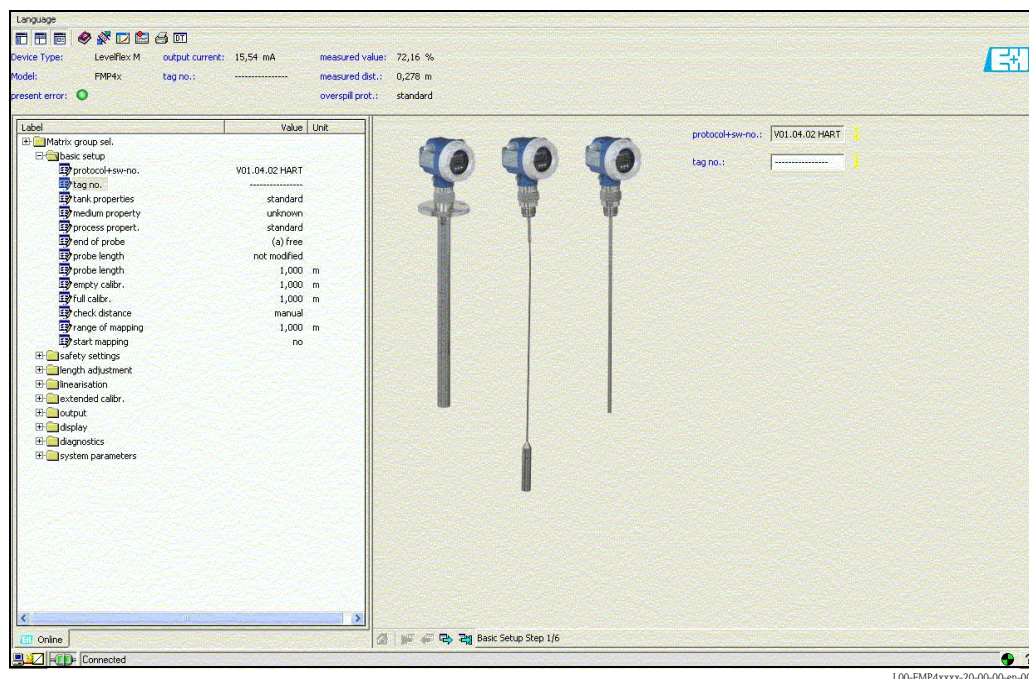 Language
DT
Device Type: Levelflex M output current: 15,54 mA measured value: 72,16 %
Model: FMP4x tag no.: ---------------- measured dist.: 0,278 m
present error: overspill prot.: standard
E+H
Label Value Unit
Matrix group sel.
basic setup
protocol+sw-no. V01.04.02 HART
tag no. ----------------
tank properties standard
medium property unknown
process propert. standard
end of probe (a) free
probe length not modified
probe length 1,000 m
empty calibr. 1,000 m
full calibr. 1,000 m
check distance manual
range of mapping 1,000 m
start mapping no
safety settings
length adjustment
linearisation
extended calibr.
output
display
diagnostics
system parameters
protocol+sw-no.: V01.04.02 HART
tag no.: ----------------
Online
Basic Setup Step 1/6
Connected
?